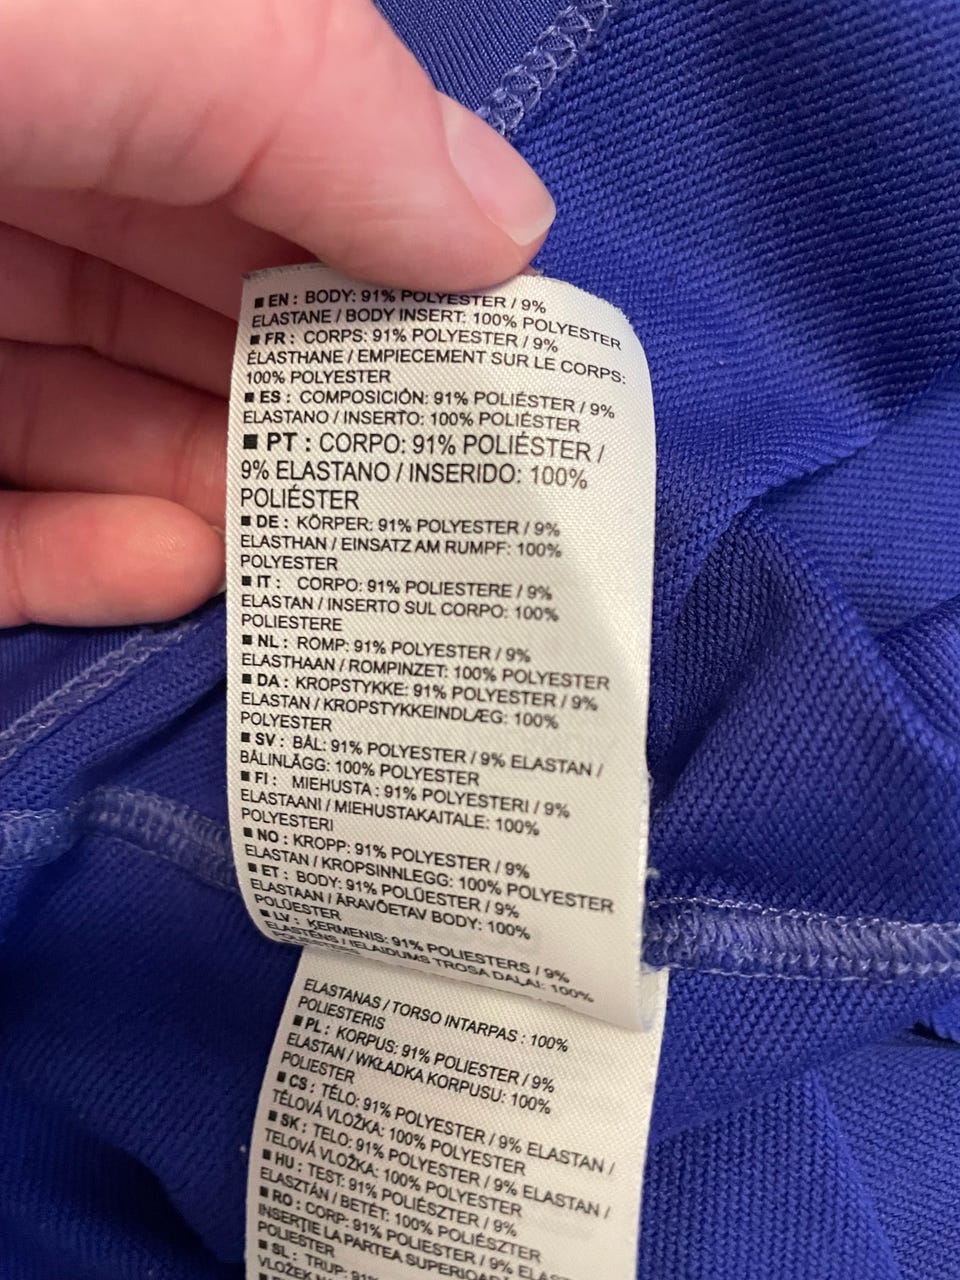 ■ EN : BODY: 91% POLYESTER / 9%
ELASTANE / BODY INSERT: 100% POLYESTER
■ FR : CORPS: 91% POLYESTER / 9%
ÉLASTHANE / EMPIECEMENT SUR LE CORPS:
100% POLYESTER
■ ES : COMPOSICIÓN: 91% POLIÉSTER / 9%
ELASTANO / INSERTO: 100% POLIÉSTER
■ PT : CORPO: 91% POLIÉSTER /
9% ELASTANO / INSERIDO: 100%
POLIÉSTER
■ DE : KÖRPER: 91% POLYESTER / 9%
ELASTHAN / EINSATZ AM RUMPF: 100%
POLYESTER
■ IT : CORPO: 91% POLIESTERE / 9%
ELASTAN / INSERTO SUL CORPO: 100%
POLIESTERE
■ NL : ROMP: 91% POLYESTER / 9%
ELASTHAAN / ROMPINZET: 100% POLYESTER
■ DA : KROPSTYKKE: 91% POLYESTER / 9%
ELASTAN / KROPSTYKKEINDLÆG: 100%
POLYESTER
■ SV : BÅL: 91% POLYESTER / 9% ELASTAN /
BÅLINLÄGG: 100% POLYESTER
■ FI : MIEHUSTA : 91% POLYESTERI / 9%
ELASTAANI / MIEHUSTAKAITALE: 100%
POLYESTERI
■ NO : KROPP: 91% POLYESTER / 9%
ELASTAN / KROPSINNLEGG: 100% POLYESTER
■ ET : BODY: 91% POLÜESTER / 9%
ELASTAAN / ÄRAVÕETAV BODY: 100%
POLÜESTER
■ LV : ĶERMENIS: 91% POLIESTERS / 9%
ELASTĒNS / IELAIDUMS TROSA DAĻAI: 100%
ELASTANAS / TORSO INTARPAS : 100%
POLIESTERIS
■ PL : KORPUS: 91% POLIESTER / 9%
ELASTAN / WKŁADKA KORPUSU: 100%
POLIESTER
■ CS : TĚLO: 91% POLYESTER / 9% ELASTAN /
TĚLOVÁ VLOŽKA: 100% POLYESTER
■ SK : TELO: 91% POLYESTER / 9% ELASTAN /
TELOVÁ VLOŽKA: 100% POLYESTER
■ HU : TEST: 91% POLIÉSZTER / 9%
ELASZTÁN / BETÉT: 100% POLIÉSZTER
■ RO : CORP: 91% POLIESTER / 9%
INSERȚIE LA PARTEA
POLIESTER
■ SL : TRUP:
VLOŽEK